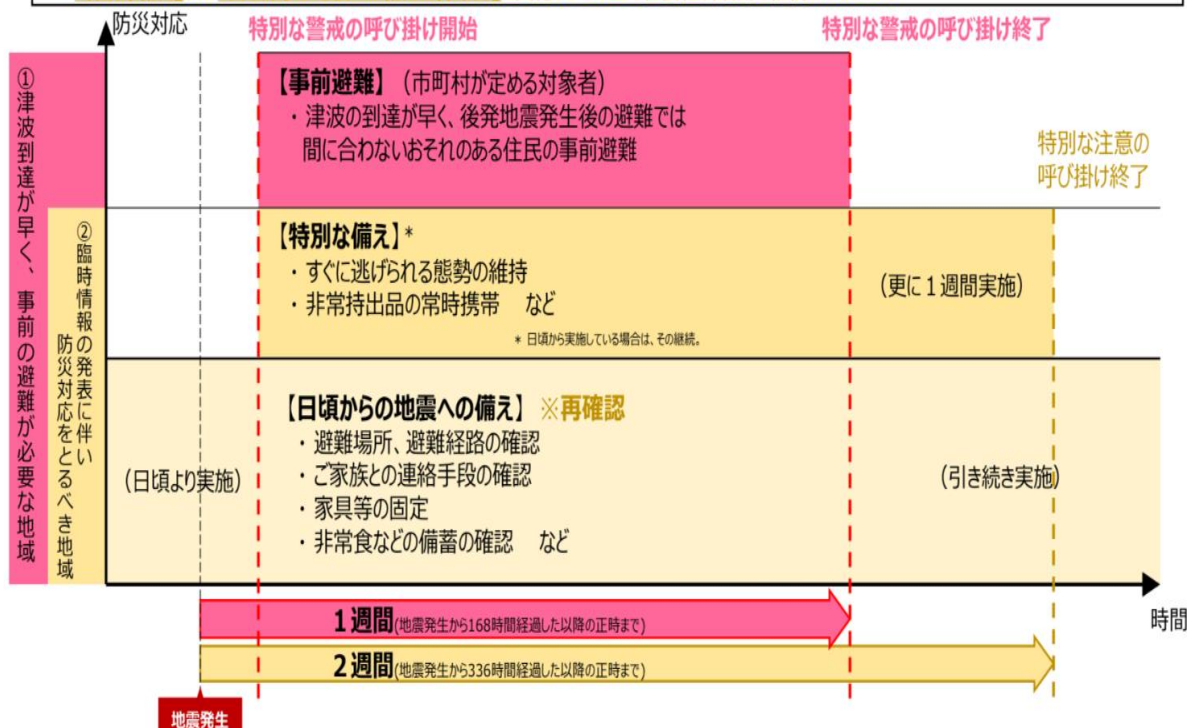 防災対応
特別な警戒の呼び掛け開始
特別な警戒の呼び掛け終了
①津波到達が早く、事前の避難が必要な地域
②臨時情報の発表に伴い
防災対応をとるべき地域
【事前避難】（市町村が定める対象者）
・津波の到達が早く、後発地震発生後の避難では
間に合わないおそれのある住民の事前避難
特別な注意の
呼び掛け終了
【特別な備え】*
・すぐに逃げられる態勢の維持
・非常持出品の常時携帯　など
* 日頃から実施している場合は、その継続。
（更に１週間実施）
【日頃からの地震への備え】 ※再確認
・避難場所、避難経路の確認
・ご家族との連絡手段の確認
・家具等の固定
・非常食などの備蓄の確認　など
（日頃より実施）
（引き続き実施）
時間
１週間(地震発生から168時間経過した以降の正時まで)
２週間(地震発生から336時間経過した以降の正時まで)
地震発生